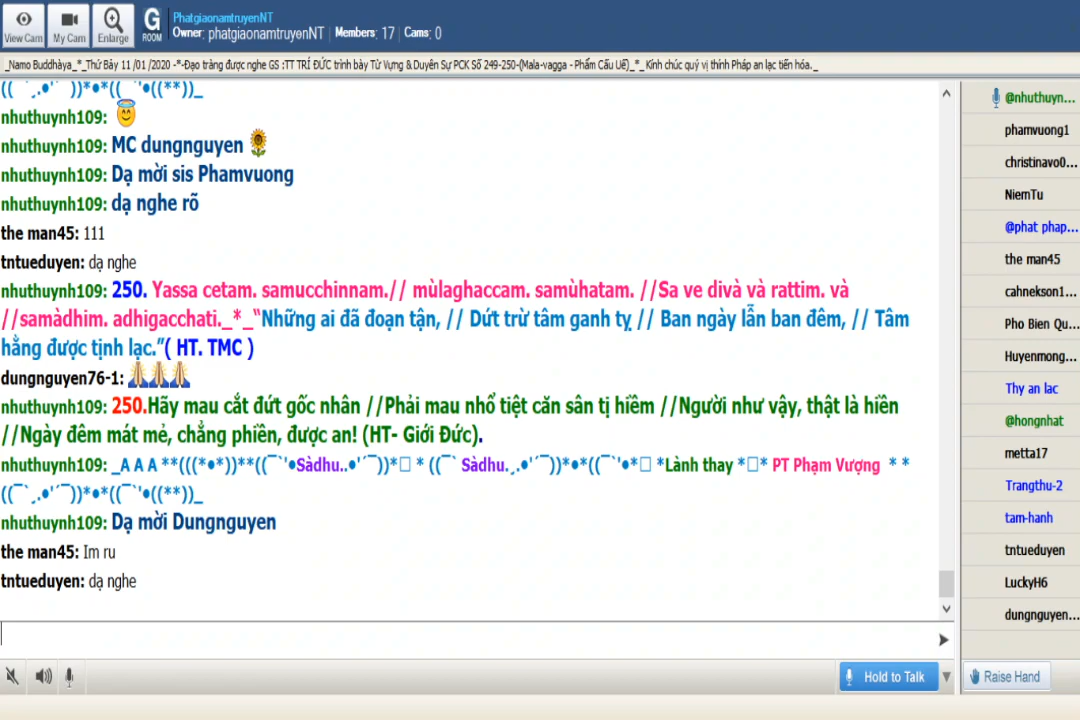 View Cam My Cam Enlarge G ROOM
PhatgiaonamtruyenNT
Owner: phatgiaonamtruyenNT | Members: 17 | Cams: 0
_Namo Buddhàya_*_Thứ Bảy 11 /01 /2020 -*-Đạo tràng được nghe GS :TT TRÍ ĐỨC trình bày Từ Vựng & Duyên Sự PCK Số 249-250-(Mala-vagga - Phẩm Cấu Uế)_*_ Kính chúc quý vị thính Pháp an lạc tiến hóa._
((¯`¸.•'´¯))*•*((¯`'•((**))_
nhuthuynh109:
nhuthuynh109: MC dungnguyen
nhuthuynh109: Dạ mời sis Phamvuong
nhuthuynh109: dạ nghe rõ
the man45: 111
tntueduyen: dạ nghe
nhuthuynh109: 250. Yassa cetam. samucchinnam.// mùlaghaccam. samùhatam. //Sa ve divà và rattim. và
//samàdhim. adhigacchati._*_“Những ai đã đoạn tận, // Dứt trừ tâm ganh tỵ // Ban ngày lẫn ban đêm, // Tâm
hằng được tịnh lạc.”( HT. TMC )
dungnguyen76-1:
nhuthuynh109: 250.Hãy mau cắt đứt gốc nhân //Phải mau nhổ tiệt căn sân tị hiềm //Người như vậy, thật là hiền
//Ngày đêm mát mẻ, chẳng phiền, được an! (HT- Giới Đức).
nhuthuynh109: _A A A **(((*•*))**((¯`'•Sàdhu..•'´¯))*▯ * ((¯` Sàdhu.¸.•'´¯))*•*((¯`'•*▯ *Lành thay *▯* PT Phạm Vượng * *
((¯`¸.•'´¯))*•*((¯`'•((**))_
nhuthuynh109: Dạ mời Dungnguyen
the man45: Im ru
tntueduyen: dạ nghe
@nhuthuyn...
phamvuong1
christinavo0...
NiemTu
@phat phap...
the man45
cahnekson1...
Pho Bien Qu...
Huyenmong...
Thy an lac
@hongnhat
metta17
Trangthu-2
tam-hanh
tntueduyen
LuckyH6
dungnguyen...
Hold to Talk
Raise Hand